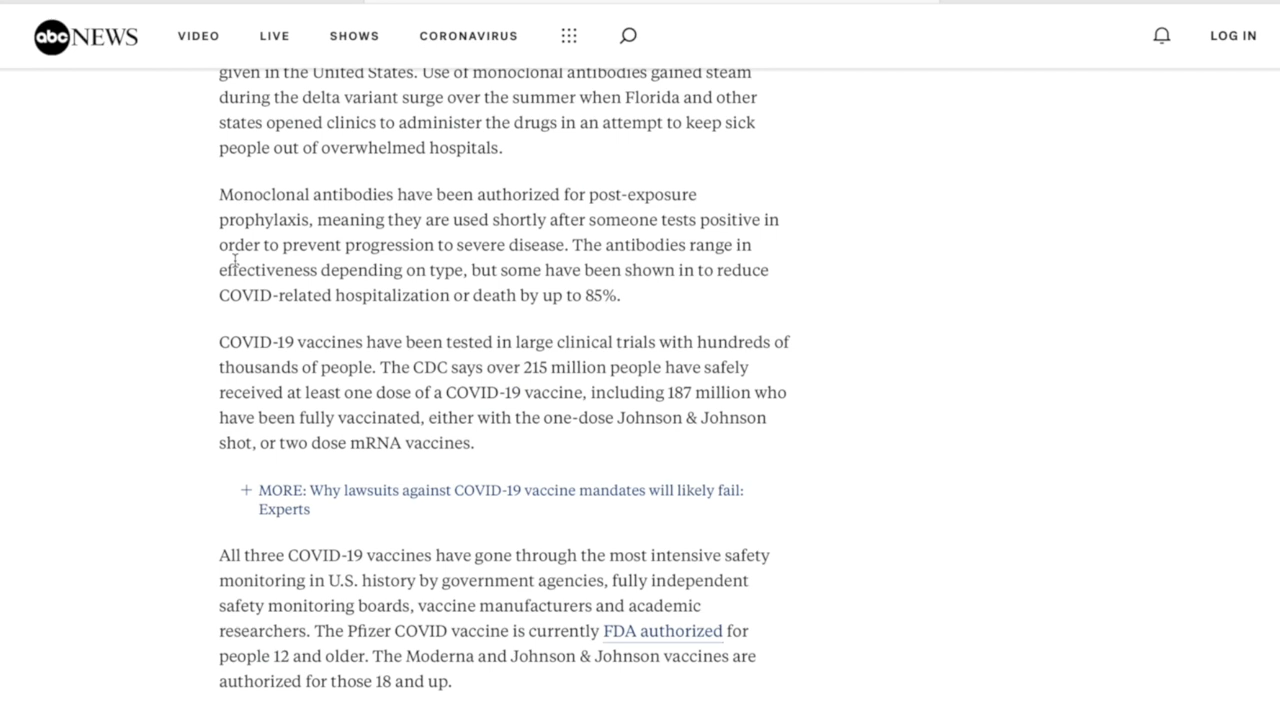 abc NEWS VIDEO LIVE SHOWS CORONAVIRUS LOG IN
given in the United States. Use of monoclonal antibodies gained steam
during the delta variant surge over the summer when Florida and other
states opened clinics to administer the drugs in an attempt to keep sick
people out of overwhelmed hospitals.
Monoclonal antibodies have been authorized for post-exposure
prophylaxis, meaning they are used shortly after someone tests positive in
order to prevent progression to severe disease. The antibodies range in
effectiveness depending on type, but some have been shown in to reduce
COVID-related hospitalization or death by up to 85%.
COVID-19 vaccines have been tested in large clinical trials with hundreds of
thousands of people. The CDC says over 215 million people have safely
received at least one dose of a COVID-19 vaccine, including 187 million who
have been fully vaccinated, either with the one-dose Johnson & Johnson
shot, or two dose mRNA vaccines.
+ MORE: Why lawsuits against COVID-19 vaccine mandates will likely fail:
Experts
All three COVID-19 vaccines have gone through the most intensive safety
monitoring in U.S. history by government agencies, fully independent
safety monitoring boards, vaccine manufacturers and academic
researchers. The Pfizer COVID vaccine is currently FDA authorized for
people 12 and older. The Moderna and Johnson & Johnson vaccines are
authorized for those 18 and up.